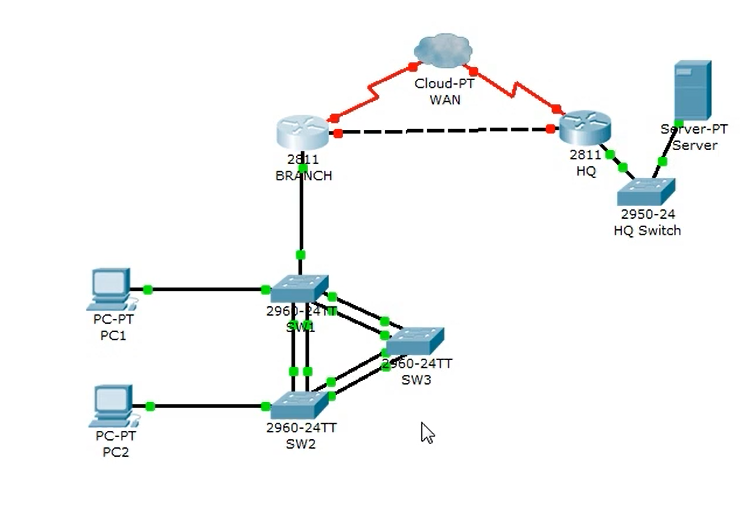 Cloud-PT
WAN
Server-PT
Server
2811
BRANCH
2811
HQ
2950-24
HQ Switch
PC-PT
PC1
2960-24TT
SW1
2960-24TT
SW3
PC-PT
PC2
2960-24TT
SW2